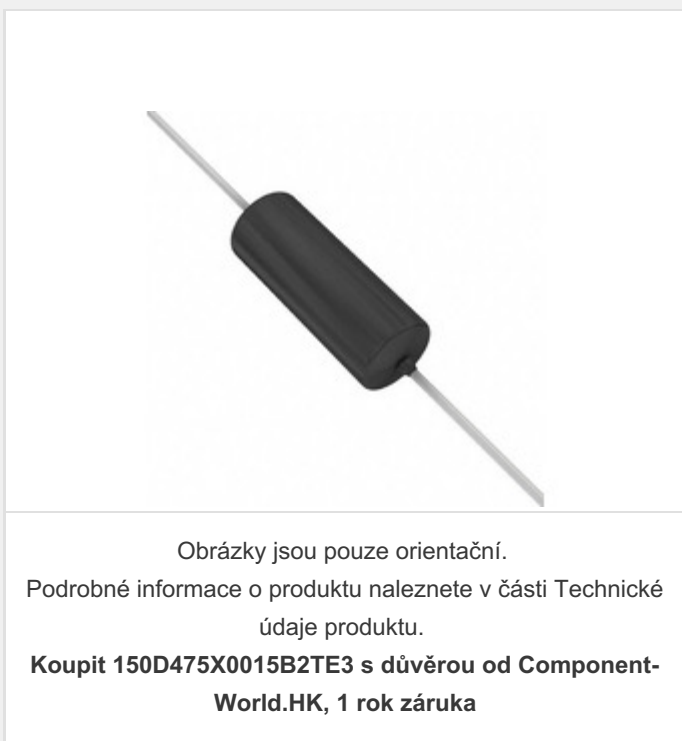 Obrázky jsou pouze orientační.
Podrobné informace o produktu naleznete v části Technické
údaje produktu.
Koupit 150D475X0015B2TE3 s důvěrou od Component-
World.HK, 1 rok záruka